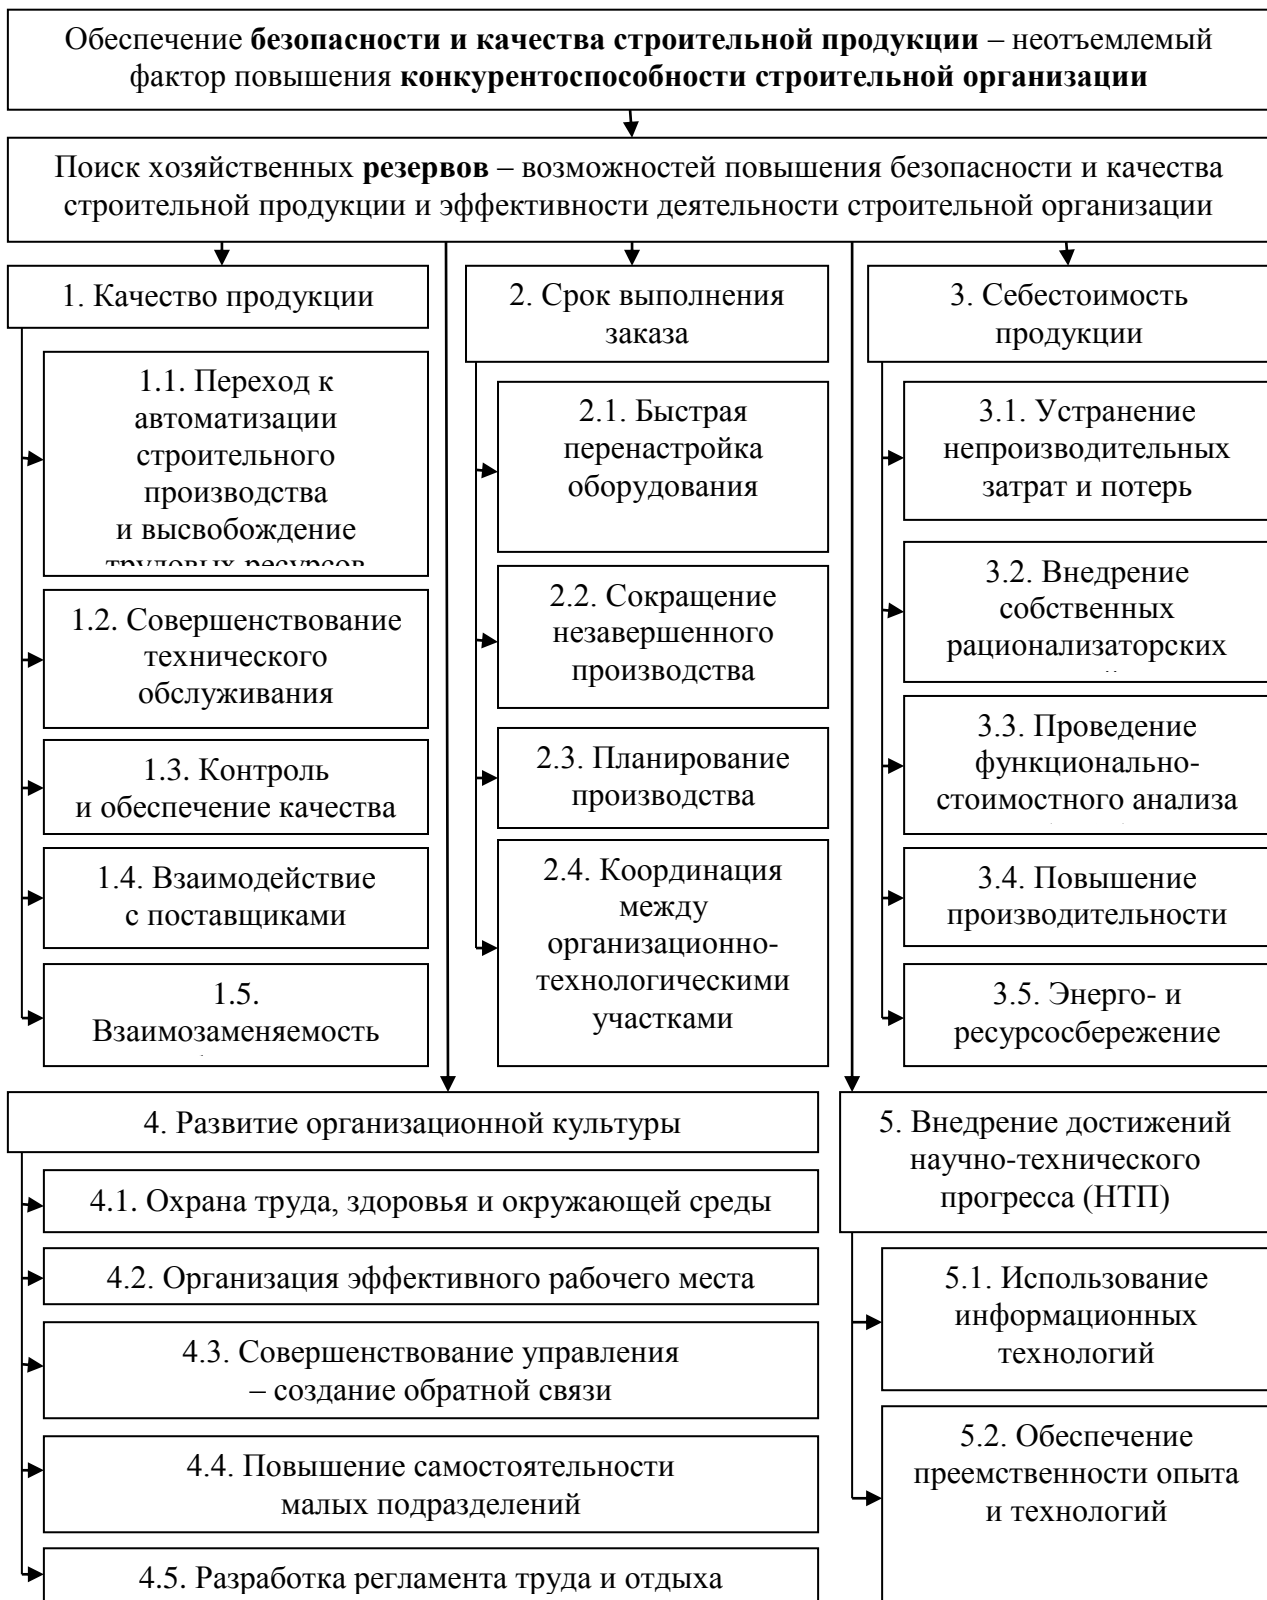 Обеспечение безопасности и качества строительной продукции – неотъемлемый
фактор повышения конкурентоспособности строительной организации
Поиск хозяйственных резервов – возможностей повышения безопасности и качества
строительной продукции и эффективности деятельности строительной организации
1. Качество продукции
1.1. Переход к
автоматизации
строительного
производства
и высвобождение
трудовых ресурсов
1.2. Совершенствование
технического
обслуживания
1.3. Контроль
и обеспечение качества
1.4. Взаимодействие
с поставщиками
1.5.
Взаимозаменяемость
2. Срок выполнения
заказа
2.1. Быстрая
перенастройка
оборудования
2.2. Сокращение
незавершенного
производства
2.3. Планирование
производства
2.4. Координация
между
организационно-
технологическими
участками
3. Себестоимость
продукции
3.1. Устранение
непроизводительных
затрат и потерь
3.2. Внедрение
собственных
рационализаторских
3.3. Проведение
функционально-
стоимостного анализа
3.4. Повышение
производительности
3.5. Энерго- и
ресурсосбережение
4. Развитие организационной культуры
4.1. Охрана труда, здоровья и окружающей среды
4.2. Организация эффективного рабочего места
4.3. Совершенствование управления
– создание обратной связи
4.4. Повышение самостоятельности
малых подразделений
4.5. Разработка регламента труда и отдыха
5. Внедрение достижений
научно-технического
прогресса (НТП)
5.1. Использование
информационных
технологий
5.2. Обеспечение
преемственности опыта
и технологий